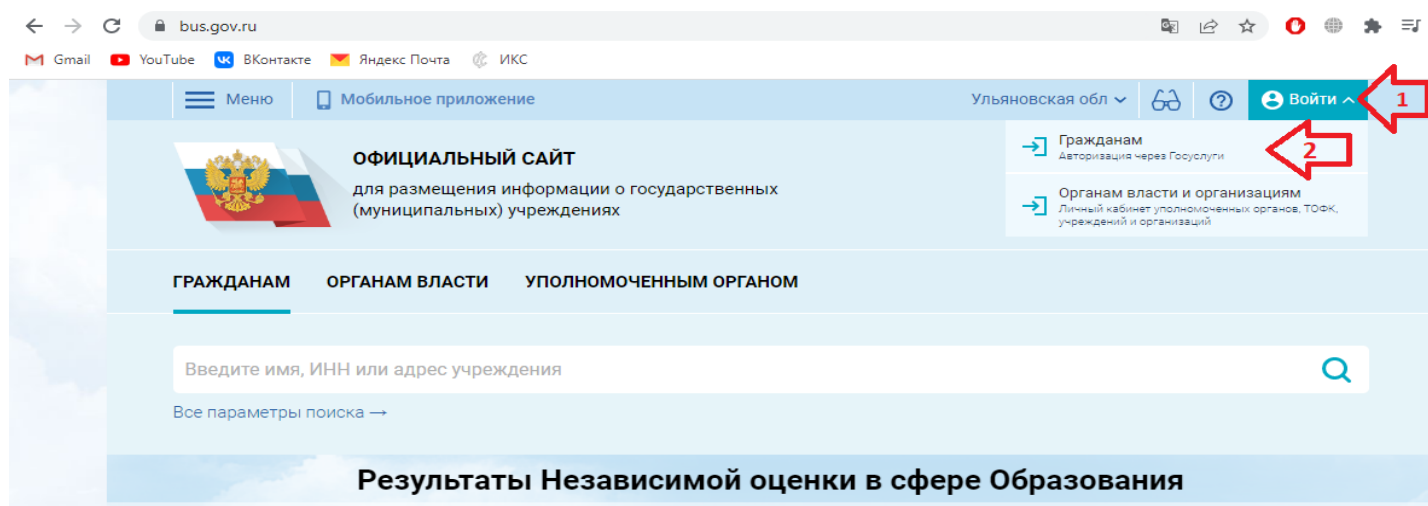 bus.gov.ru
Gmail YouTube ВКонтакте Яндекс Почта ИКС
Меню Мобильное приложение Ульяновская обл Войти 1
Гражданам
Авторизация через Госуслуги
2
ОФИЦИАЛЬНЫЙ САЙТ
для размещения информации о государственных
(муниципальных) учреждениях
Органам власти и организациям
Личный кабинет уполномоченных органов, ТОФК,
учреждений и организаций
ГРАЖДАНАМ ОРГАНАМ ВЛАСТИ УПОЛНОМОЧЕННЫМ ОРГАНОМ
Введите имя, ИНН или адрес учреждения
Все параметры поиска →
Результаты Независимой оценки в сфере Образования